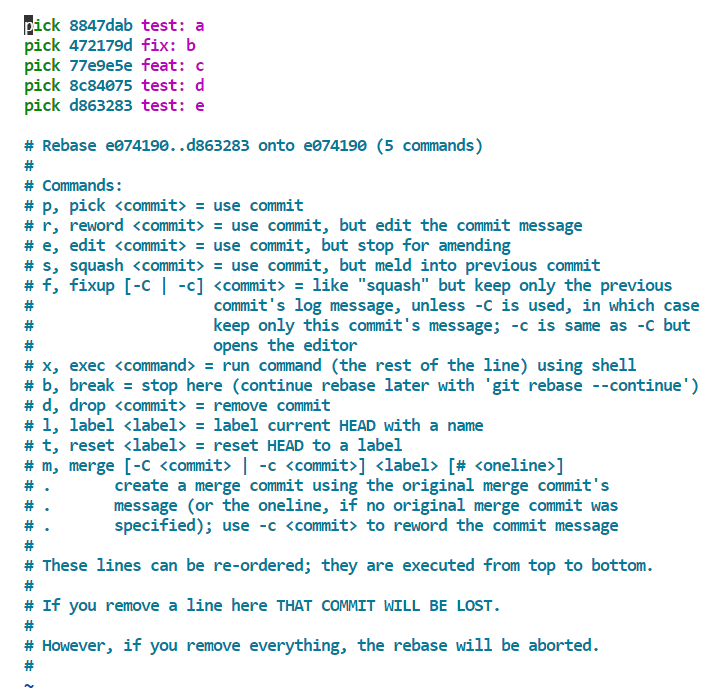 pick 8847dab test: a
pick 472179d fix: b
pick 77e9e5e feat: c
pick 8c84075 test: d
pick d863283 test: e

# Rebase e074190..d863283 onto e074190 (5 commands)
#
# Commands:
# p, pick <commit> = use commit
# r, reword <commit> = use commit, but edit the commit message
# e, edit <commit> = use commit, but stop for amending
# s, squash <commit> = use commit, but meld into previous commit
# f, fixup [-C | -c] <commit> = like "squash" but keep only the previous
#                    commit's log message, unless -C is used, in which case
#                    keep only this commit's message; -c is same as -C but
#                    opens the editor
# x, exec <command> = run command (the rest of the line) using shell
# b, break = stop here (continue rebase later with 'git rebase --continue')
# d, drop <commit> = remove commit
# l, label <label> = label current HEAD with a name
# t, reset <label> = reset HEAD to a label
# m, merge [-C <commit> | -c <commit>] <label> [# <oneline>]
# .       create a merge commit using the original merge commit's
# .       message (or the oneline, if no original merge commit was
# .       specified); use -c <commit> to reword the commit message
#
# These lines can be re-ordered; they are executed from top to bottom.
#
# If you remove a line here THAT COMMIT WILL BE LOST.
#
# However, if you remove everything, the rebase will be aborted.
#
~